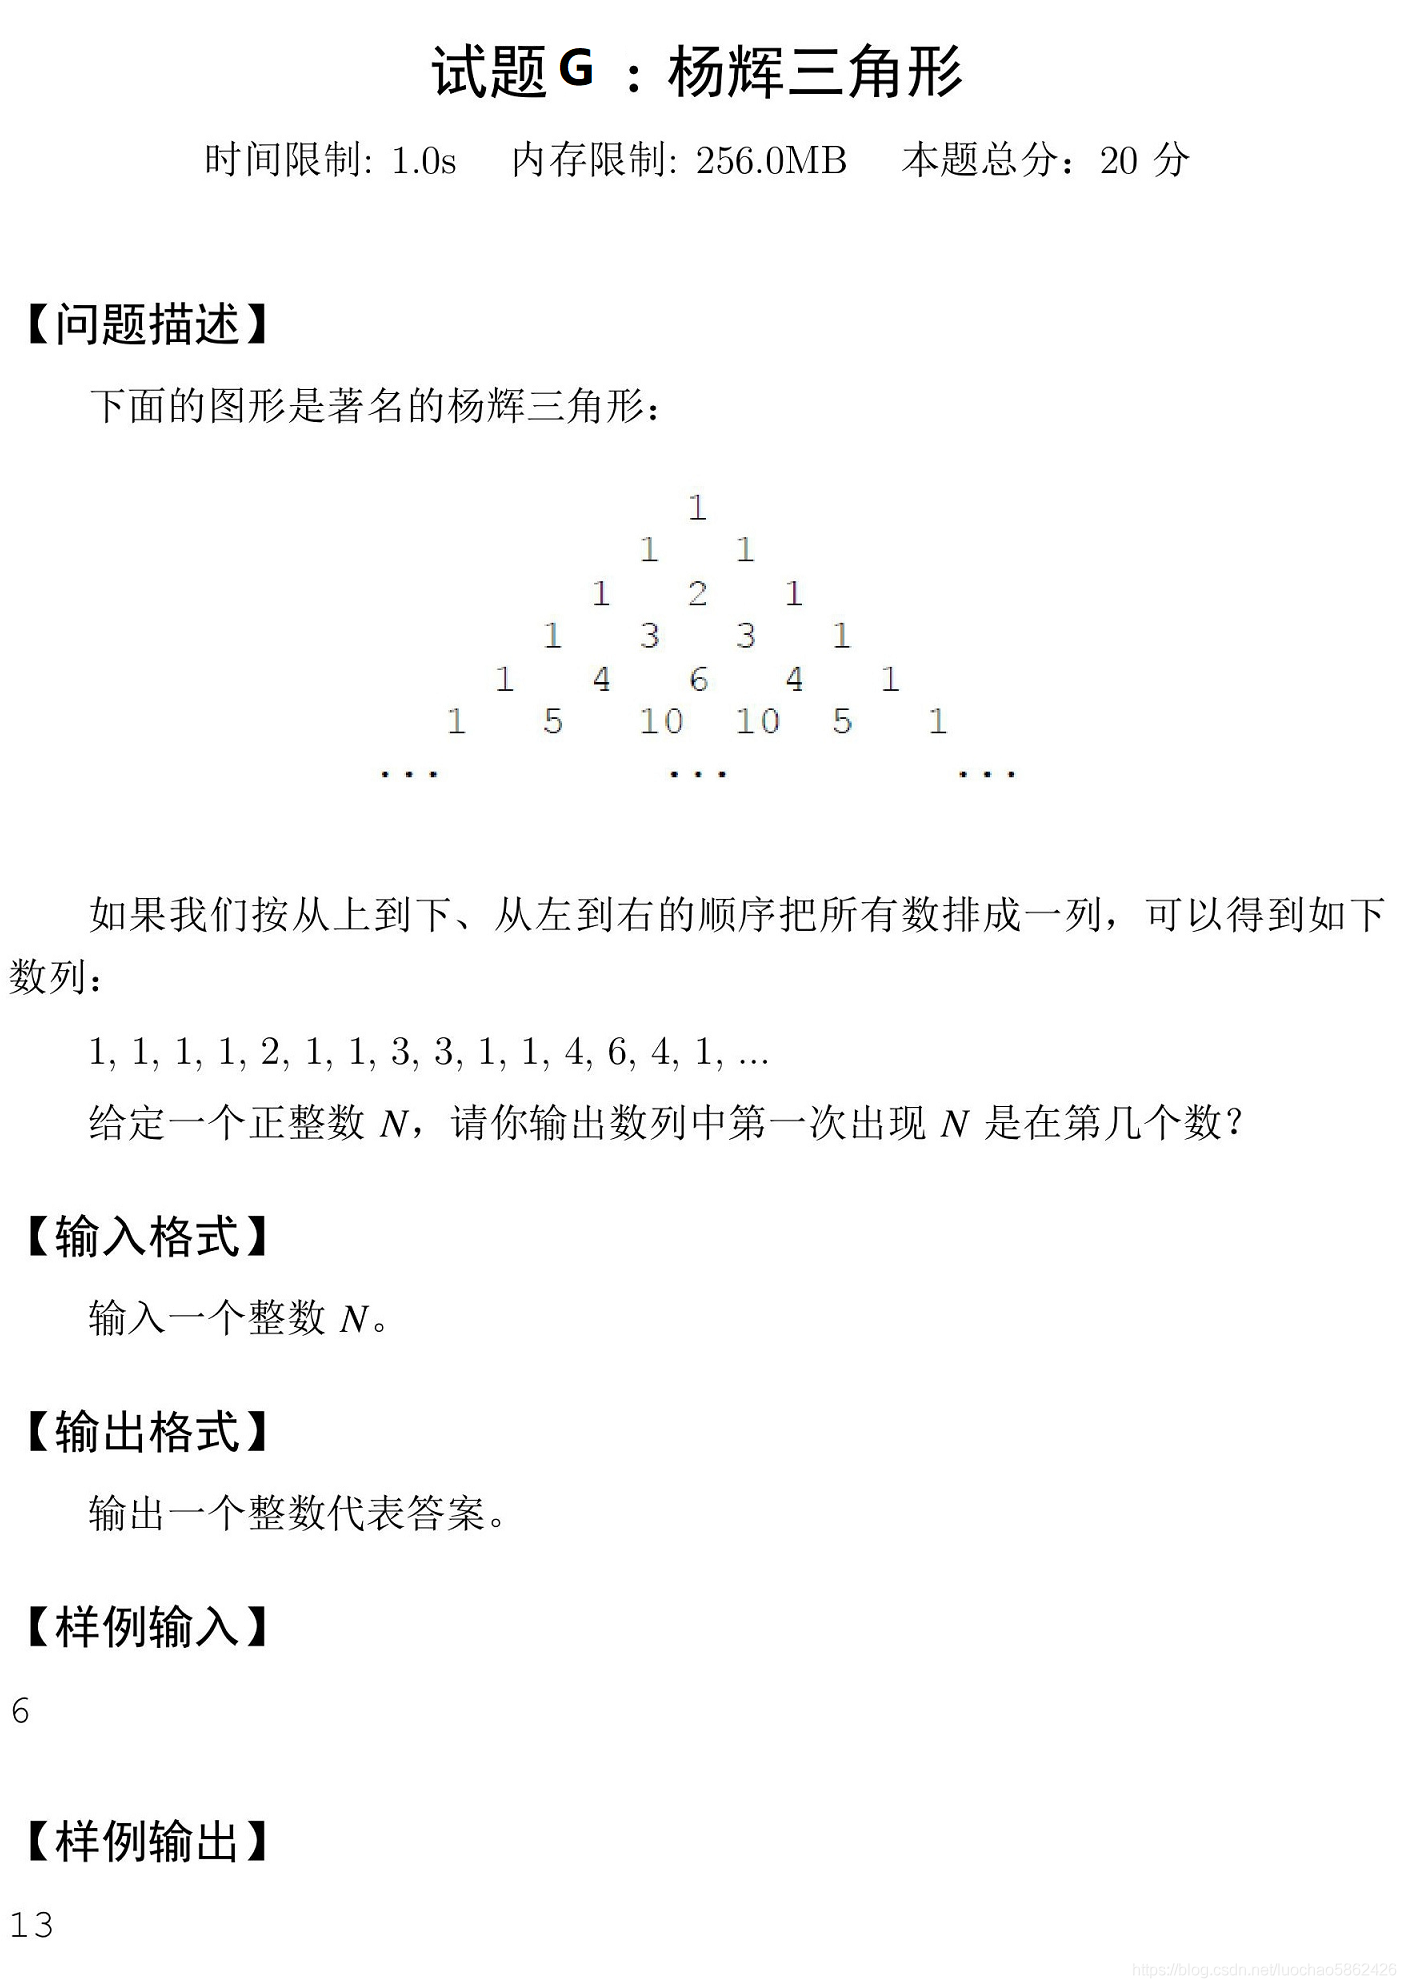 试题G ：杨辉三角形
时间限制: 1.0s 内存限制: 256.0MB 本题总分：20 分
【问题描述】
下面的图形是著名的杨辉三角形：
1
1 1
1 2 1
1 3 3 1
1 4 6 4 1
1 5 10 10 5 1
... ... ...
如果我们按从上到下、从左到右的顺序把所有数排成一列，可以得到如下
数列：
1, 1, 1, 1, 2, 1, 1, 3, 3, 1, 1, 4, 6, 4, 1, ...
给定一个正整数 N，请你输出数列中第一次出现 N 是在第几个数？
【输入格式】
输入一个整数 N。
【输出格式】
输出一个整数代表答案。
【样例输入】
6
【样例输出】
13
https://blog.csdn.net/luochao5862426